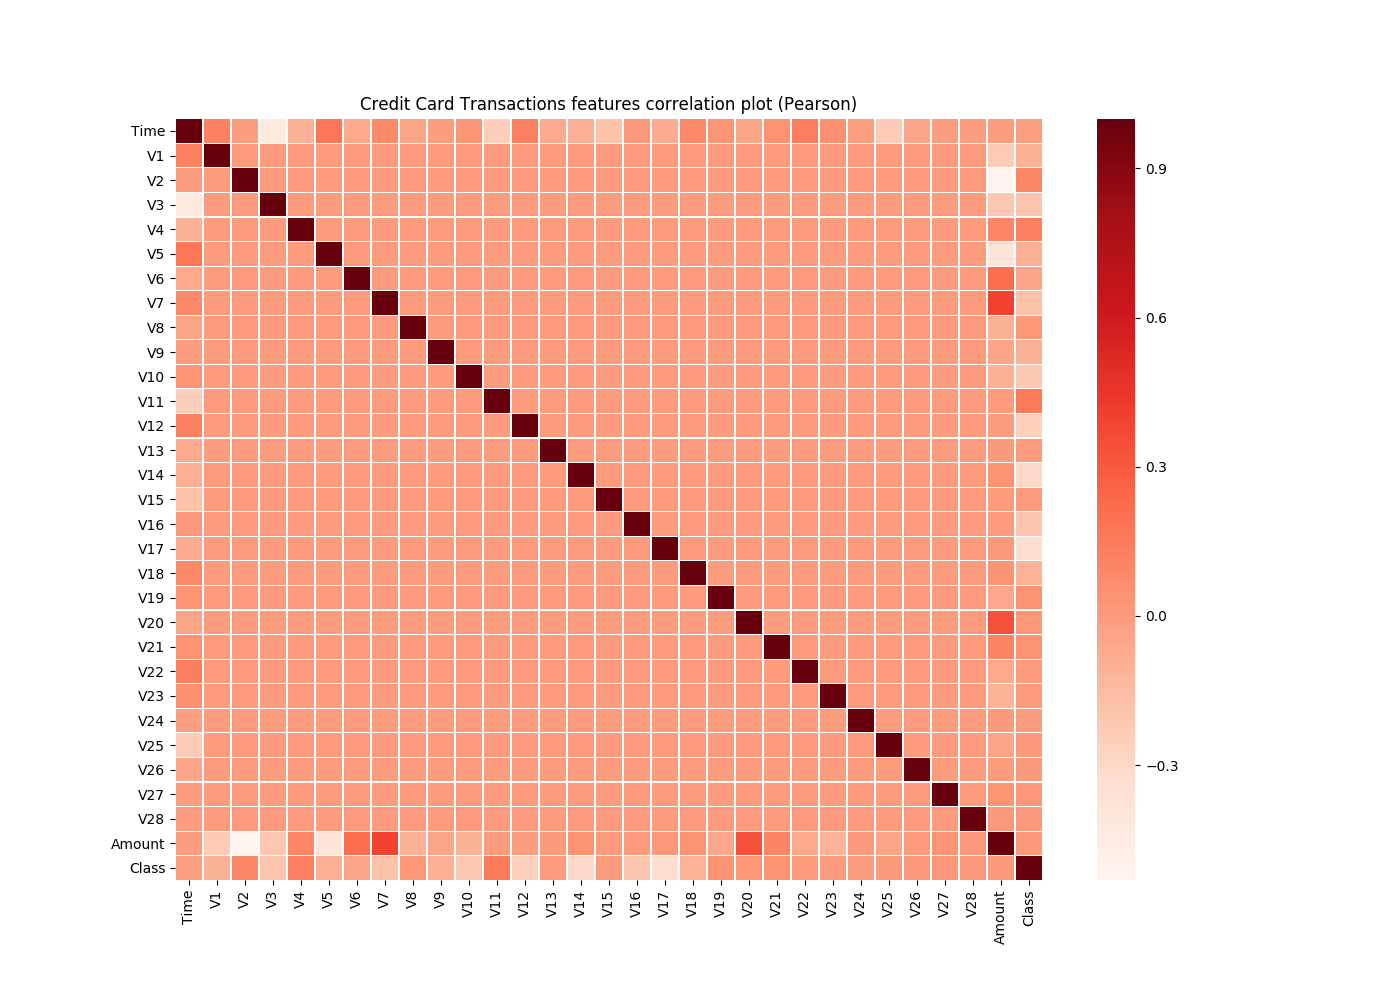 Credit Card Transactions features correlation plot (Pearson)
Time
V1
V2
V3
V4
V5
V6
V7
V8
V9
V10
V11
V12
V13
V14
V15
V16
V17
V18
V19
V20
V21
V22
V23
V24
V25
V26
V27
V28
Amount
Class
Time V1 V2 V3 V4 V5 V6 V7 V8 V9 V10 V11 V12 V13 V14 V15 V16 V17 V18 V19 V20 V21 V22 V23 V24 V25 V26 V27 V28 Amount Class
0.9
0.6
0.3
0.0
−0.3